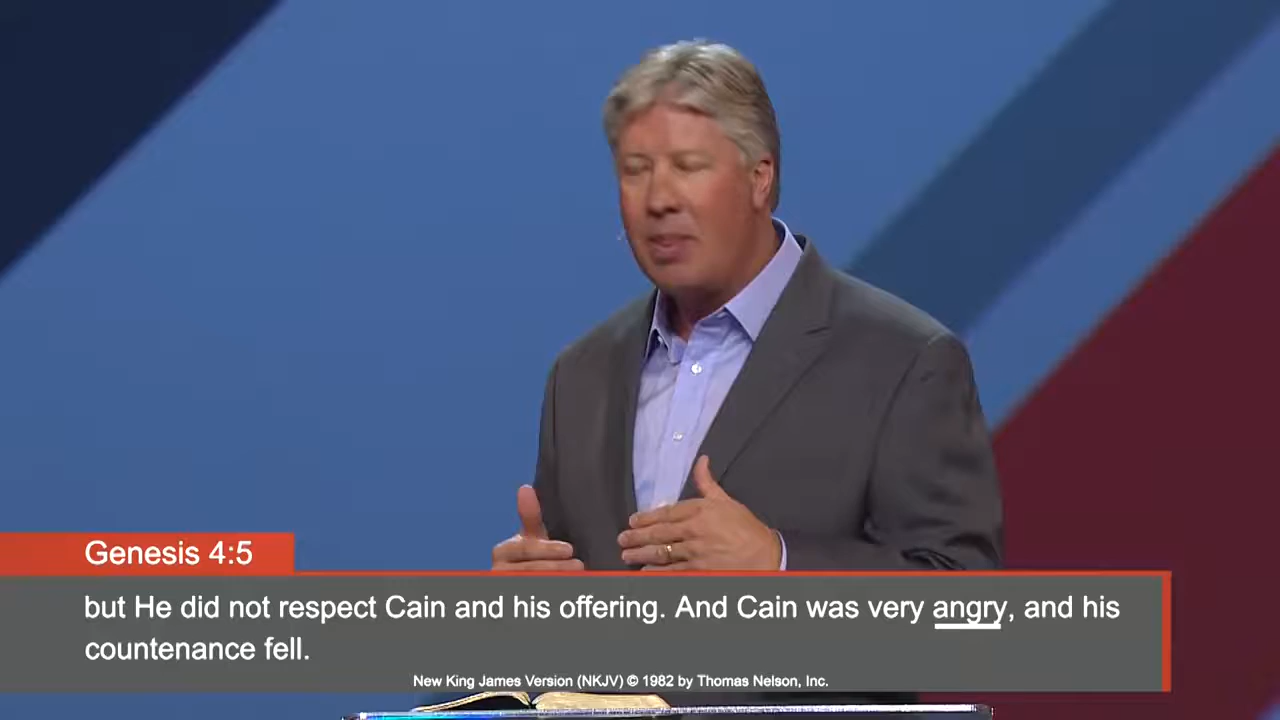 Genesis 4:5
but He did not respect Cain and his offering. And Cain was very angry, and his
countenance fell.
New King James Version (NKJV) © 1982 by Thomas Nelson, Inc.